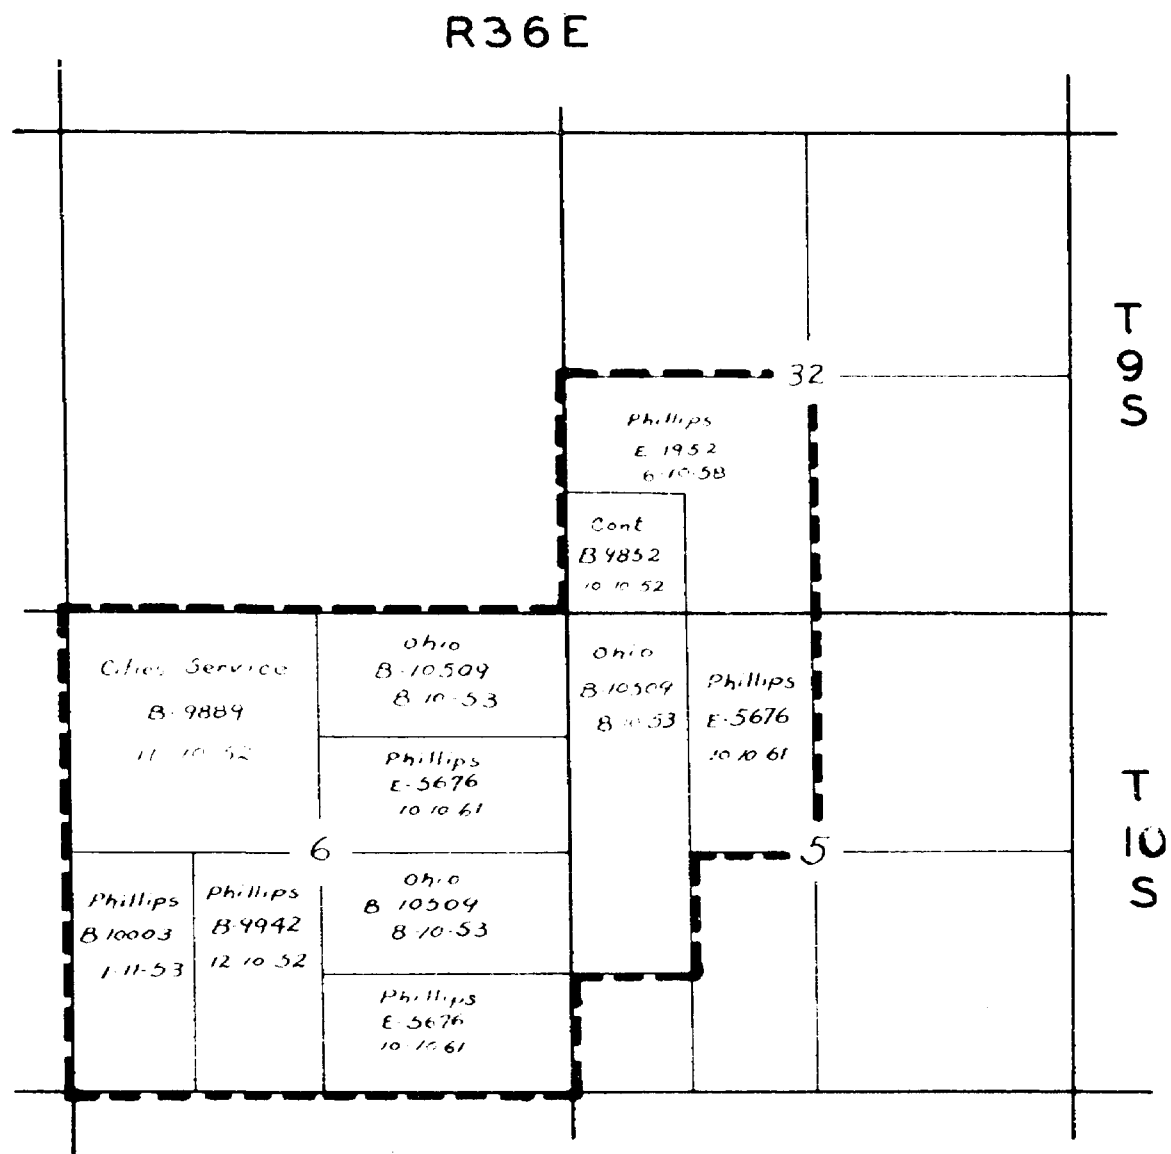 R36E
T
9
S
32
Phillips
E 1952
6-10-58
Cont
B 9852
10 10 52
Cities Service
B-9889
11 10 52
Ohio
B-10509
8 10-53
Phillips
E-5676
10 10 61
Ohio
B-10509
8 10 53
Phillips
E-5676
10 10 61
T
10
S
6
5
Phillips
B 10003
1-11-53
Phillips
B-9942
12 10 52
Ohio
B 10509
8-10-53
Phillips
E-5676
10-10 61